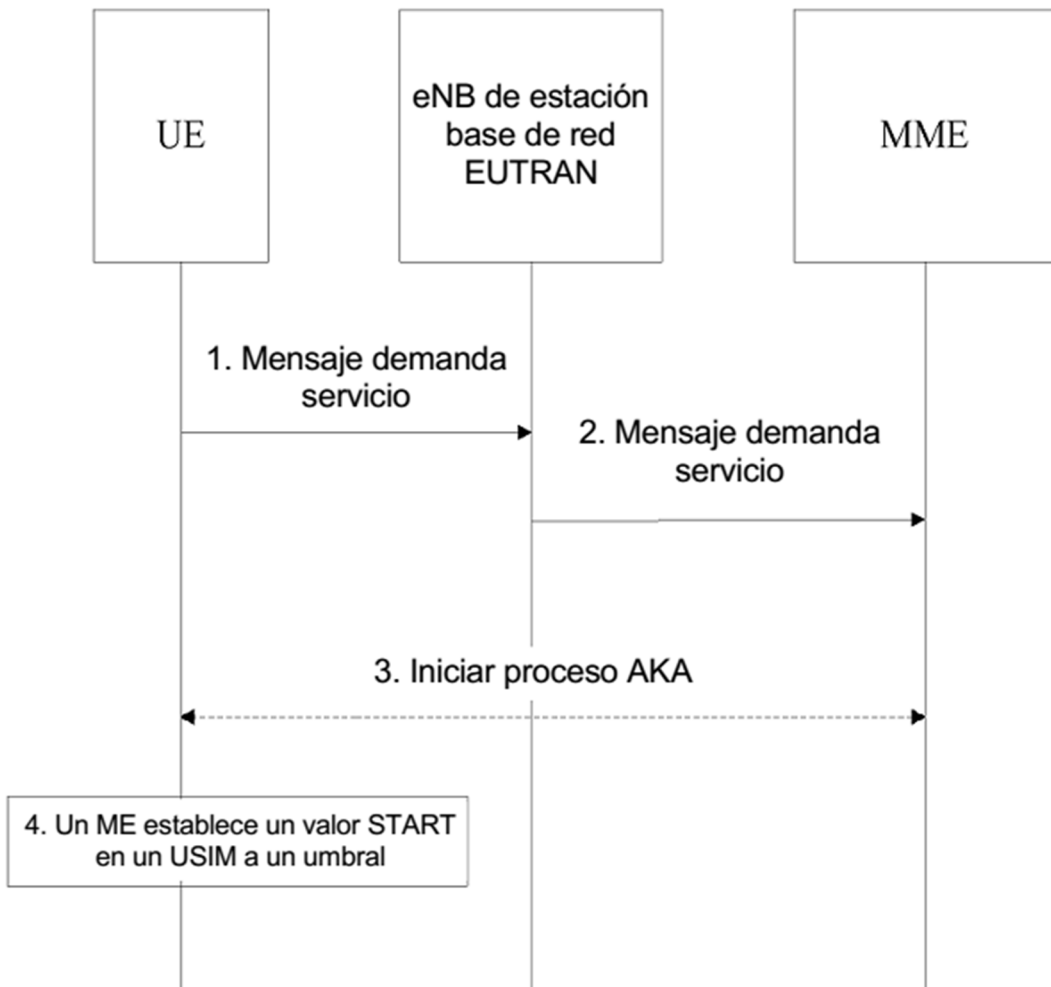 UE
eNB de estación
base de red
EUTRAN
MME
1. Mensaje demanda
servicio
2. Mensaje demanda
servicio
3. Iniciar proceso AKA
4. Un ME establece un valor START
en un USIM a un umbral